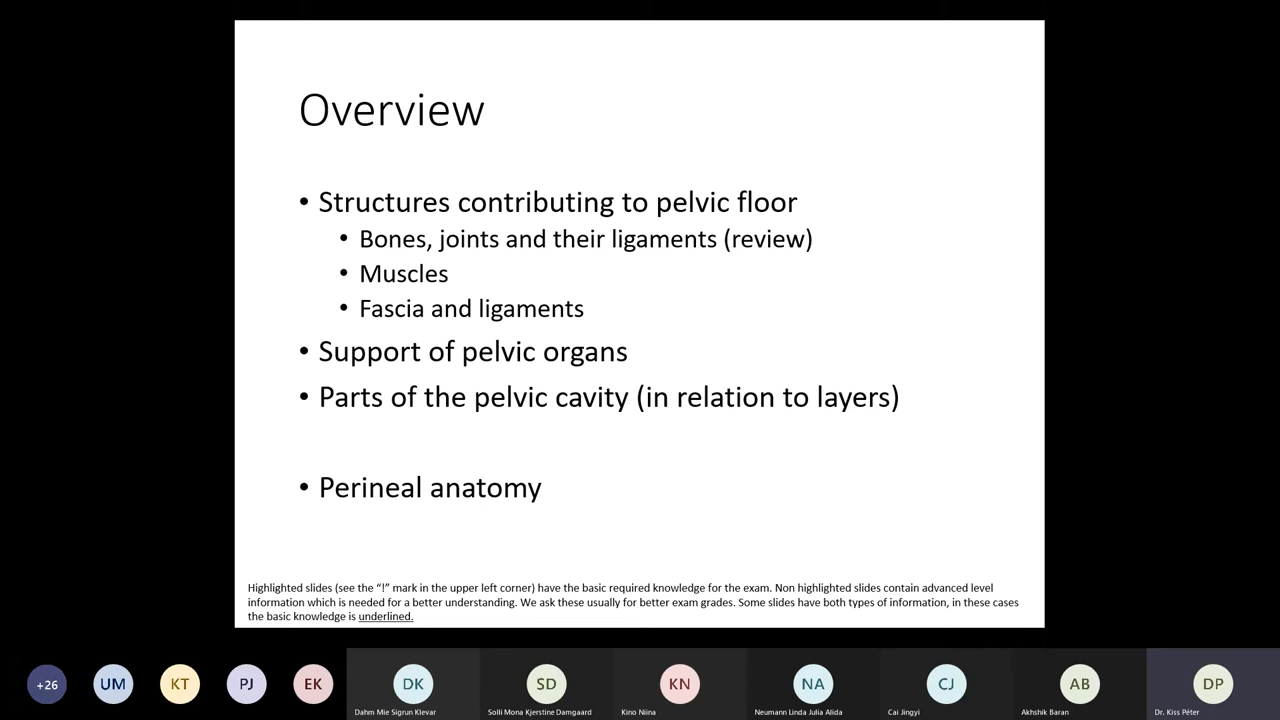 Overview
• Structures contributing to pelvic floor
• Bones, joints and their ligaments (review)
• Muscles
• Fascia and ligaments
• Support of pelvic organs
• Parts of the pelvic cavity (in relation to layers)
• Perineal anatomy
Highlighted slides (see the “!” mark in the upper left corner) have the basic required knowledge for the exam. Non highlighted slides contain advanced level
information which is needed for a better understanding. We ask these usually for better exam grades. Some slides have both types of information, in these cases
the basic knowledge is underlined.
+26 UM KT PJ EK DK SD KN NA CJ AB DP
Dahm Mie Sigrun Klevar Solli Mona Kjerstine Damgaard Kino Niina Neumann Linda Julia Alida Cai Jingyi Akhshik Baran Dr. Kiss Péter